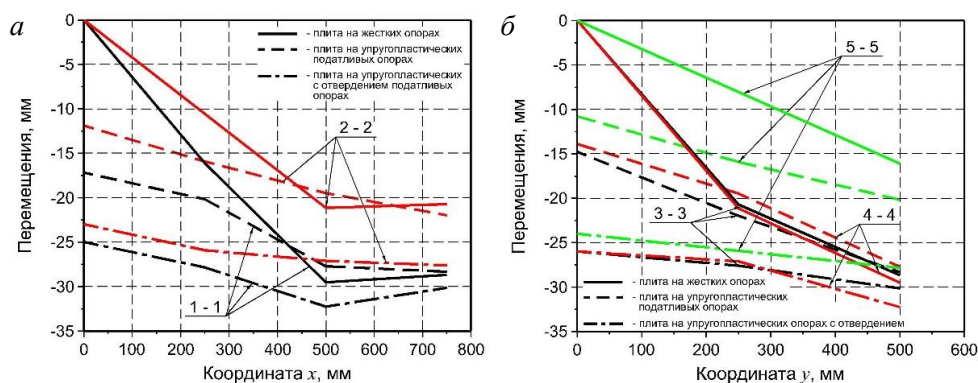 а
Перемещения, мм
0
-5
-10
-15
-20
-25
-30
-35
- плита на жестких опорах
- плита на упругопластических
податливых опорах
- плита на упругопластических
с отвердением податливых
опорах
2 - 2
1 - 1
0 100 200 300 400 500 600 700 800
Координата x, мм
б
Перемещения, мм
0
-5
-10
-15
-20
-25
-30
-35
5 - 5
3 - 3
4 - 4
- плита на жестких опорах
- плита на упругопластических
податливых опорах
- плита на упругопластических опорах с отвердением
0 100 200 300 400 500 600
Координата y, мм